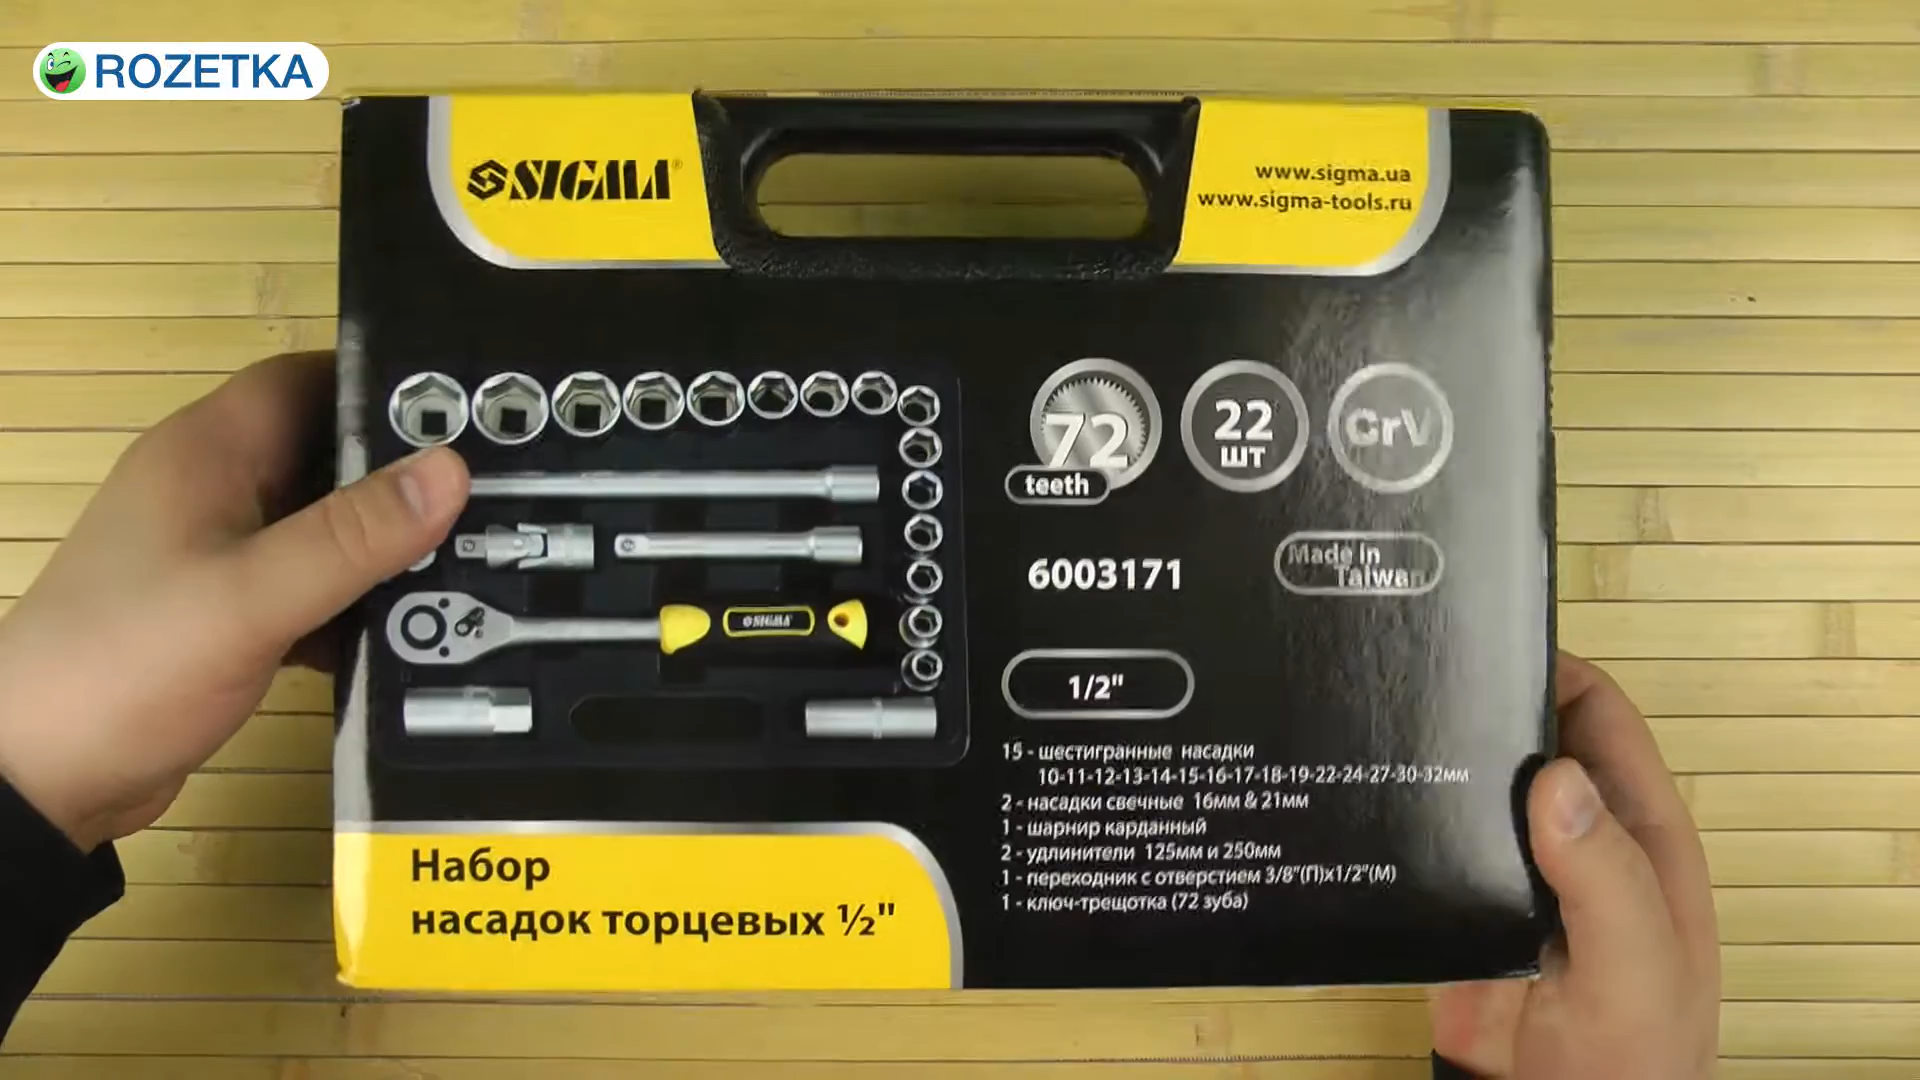 ROZETKA
SIGMA®
www.sigma.ua
www.sigma-tools.ru
72
teeth
22
шт
CrV
6003171
Made in
Taiwan
SIGMA
1/2"
15 - шестигранные насадки
10-11-12-13-14-15-16-17-18-19-22-24-27-30-32мм
2 - насадки свечные 16мм & 21мм
1 - шарнир карданный
2 - удлинители 125мм и 250мм
1 - переходник с отверстием 3/8"(П)х1/2"(М)
1 - ключ-трещотка (72 зуба)
Набор
насадок торцевых ½"